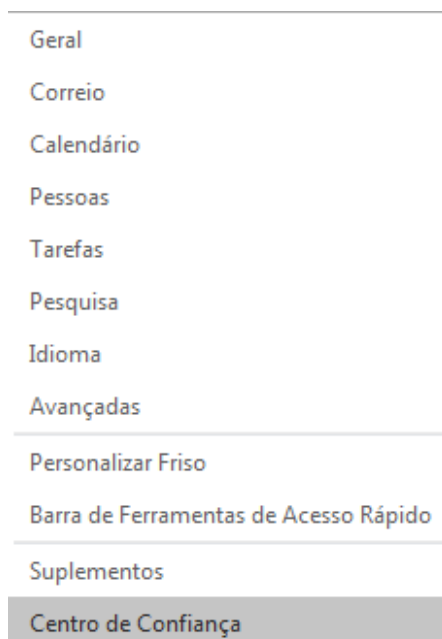 Geral
Correio
Calendário
Pessoas
Tarefas
Pesquisa
Idioma
Avançadas
Personalizar Friso
Barra de Ferramentas de Acesso Rápido
Suplementos
Centro de Confiança